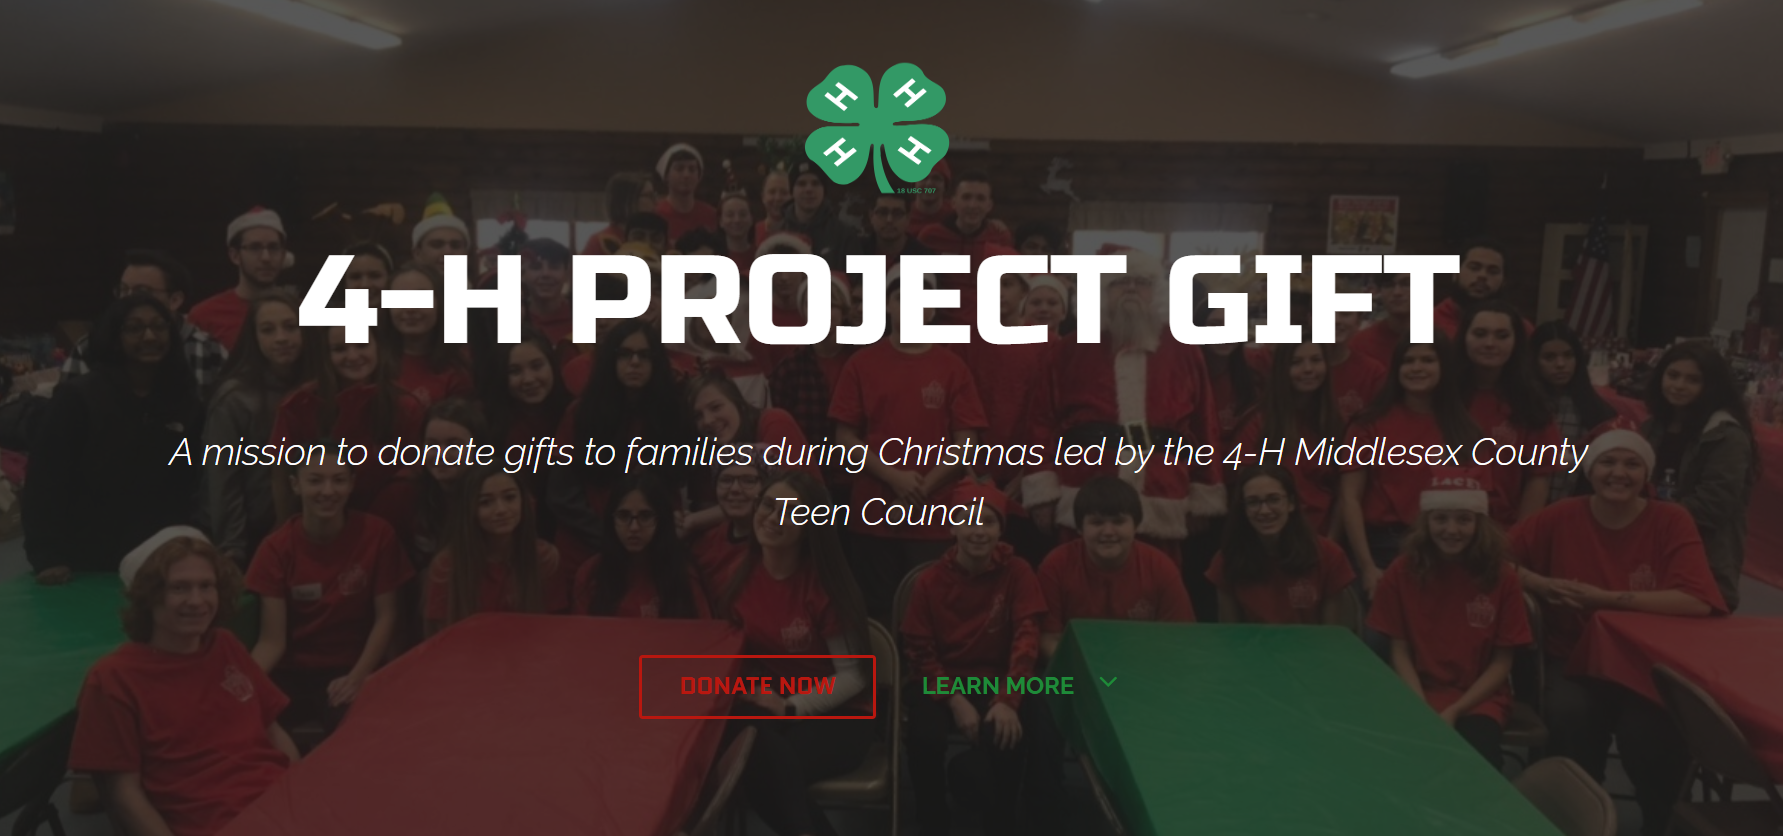 H H
H H
18 USC 707
4-H PROJECT GIFT
A mission to donate gifts to families during Christmas led by the 4-H Middlesex County
Teen Council
DONATE NOW
LEARN MORE